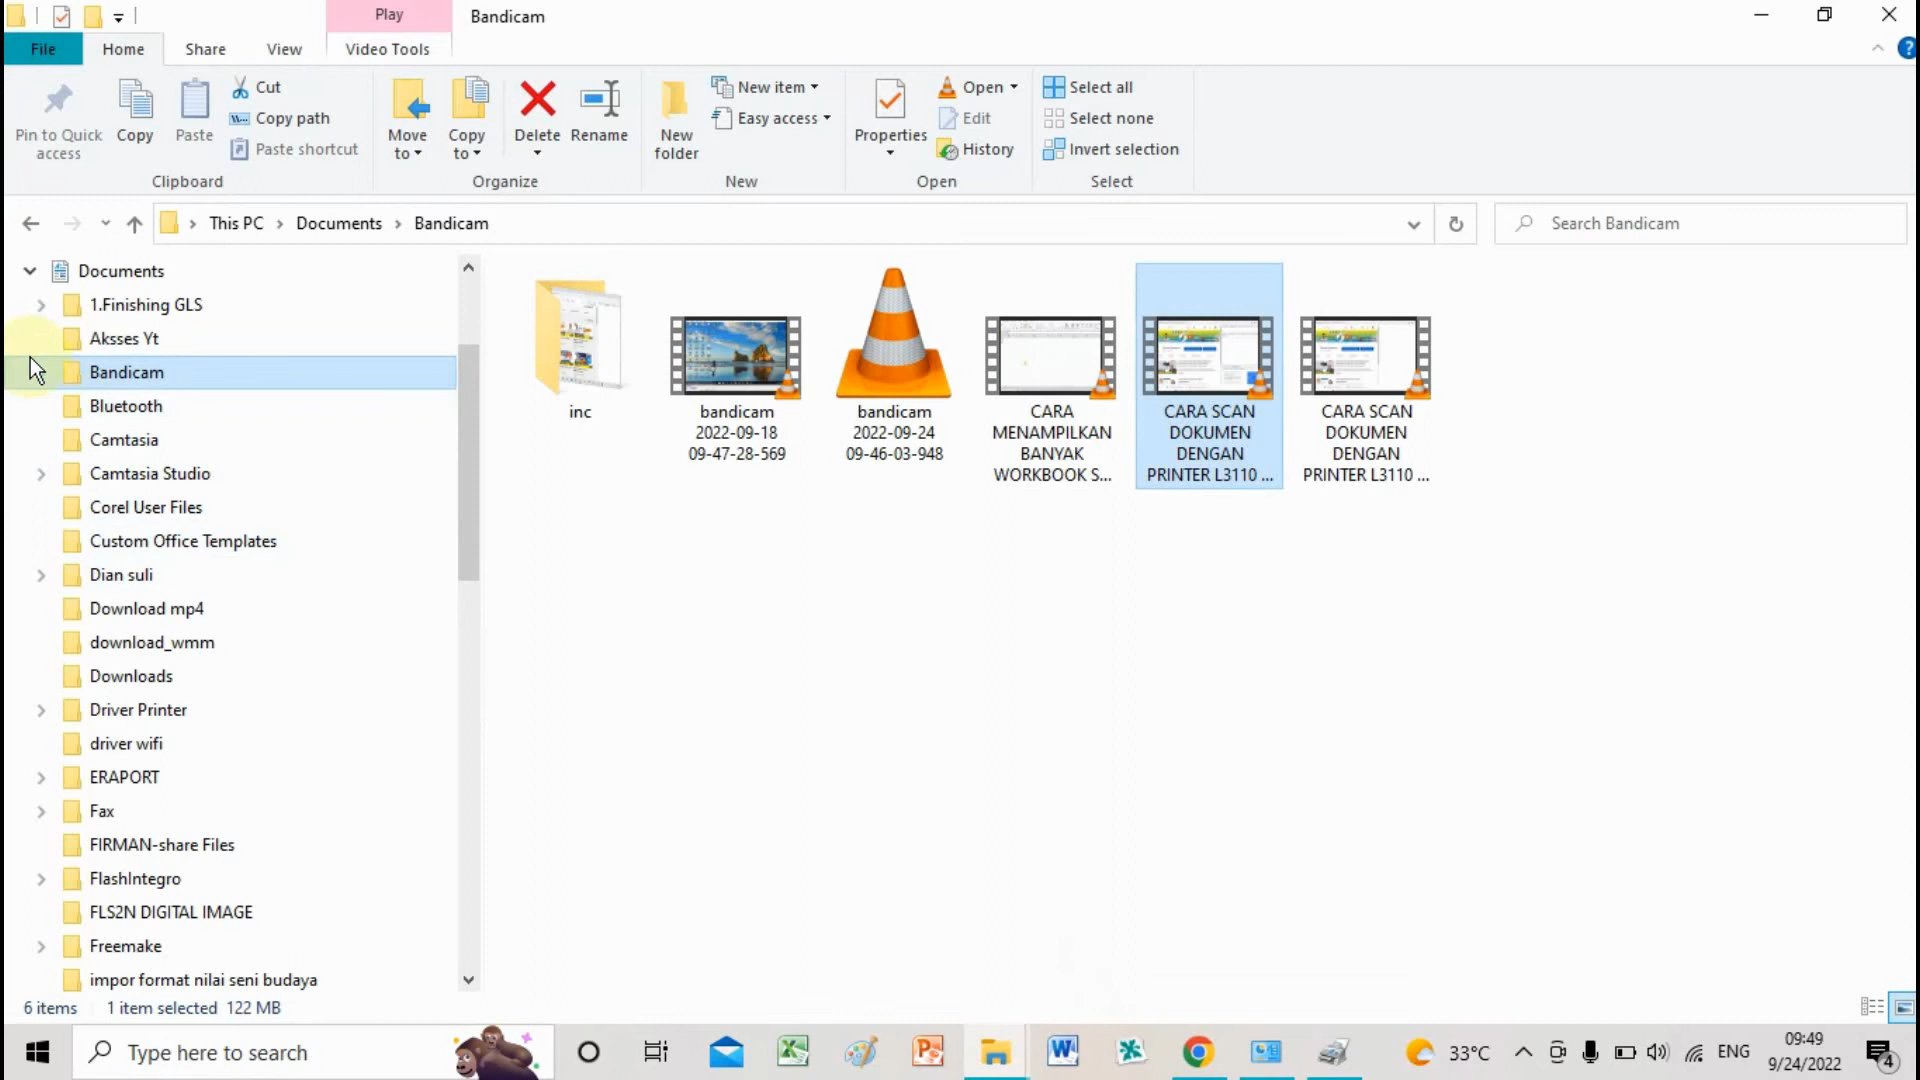 Play
Bandicam
File
Home
Share
View
Video Tools
Pin to Quick
access
Copy
Paste
Cut
Copy path
Paste shortcut
Clipboard
Move
to
Copy
to
Delete
Rename
Organize
New
folder
New item
Easy access
New
Properties
Open
Edit
History
Open
Select all
Select none
Invert selection
Select
This PC
Documents
Bandicam
Search Bandicam
Documents
1.Finishing GLS
Aksses Yt
Bandicam
Bluetooth
Camtasia
Camtasia Studio
Corel User Files
Custom Office Templates
Dian suli
Download mp4
download_wmm
Downloads
Driver Printer
driver wifi
ERAPORT
Fax
FIRMAN-share Files
FlashIntegro
FLS2N DIGITAL IMAGE
Freemake
impor format nilai seni budaya
inc
bandicam
2022-09-18
09-47-28-569
bandicam
2022-09-24
09-46-03-948
CARA
MENAMPILKAN
BANYAK
WORKBOOK S...
CARA SCAN
DOKUMEN
DENGAN
PRINTER L3110 ...
CARA SCAN
DOKUMEN
DENGAN
PRINTER L3110 ...
6 items
1 item selected 122 MB
Type here to search
33°C
ENG
09:49
9/24/2022
4